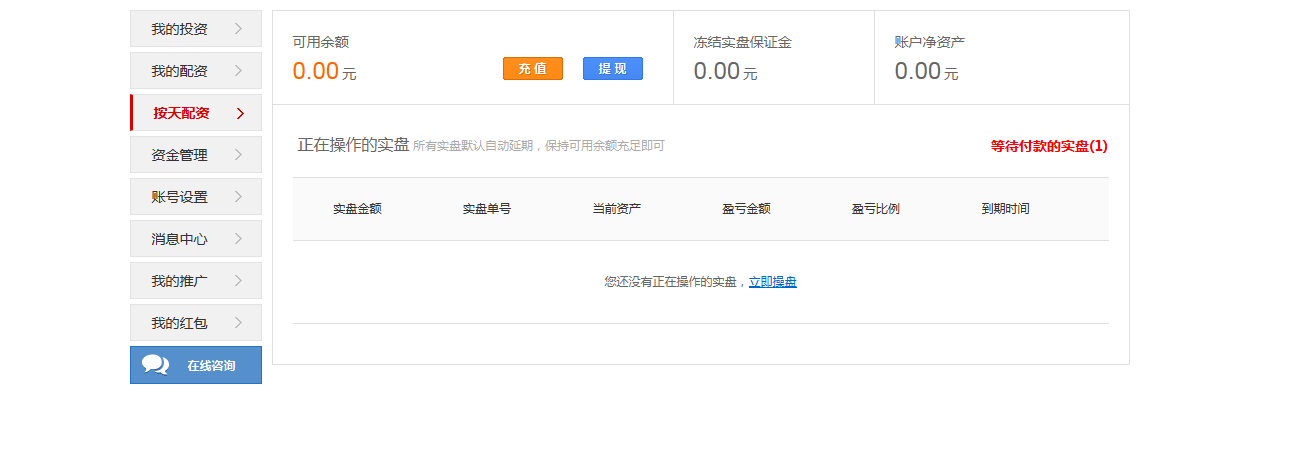 我的投资
我的配资
按天配资
资金管理
账号设置
消息中心
我的推广
我的红包
在线咨询
可用余额
0.00 元
充 值 提 现
冻结实盘保证金
0.00 元
账户净资产
0.00 元
正在操作的实盘 所有实盘默认自动延期，保持可用余额充足即可
等待付款的实盘(1)
实盘金额 实盘单号 当前资产 盈亏金额 盈亏比例 到期时间
您还没有正在操作的实盘，立即操盘